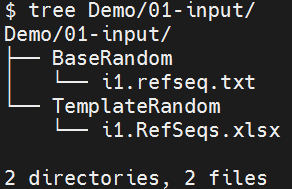 $ tree Demo/01-input/
Demo/01-input/
├── BaseRandom
│   └── i1.refseq.txt
└── TemplateRandom
    └── i1.RefSeqs.xlsx

2 directories, 2 files